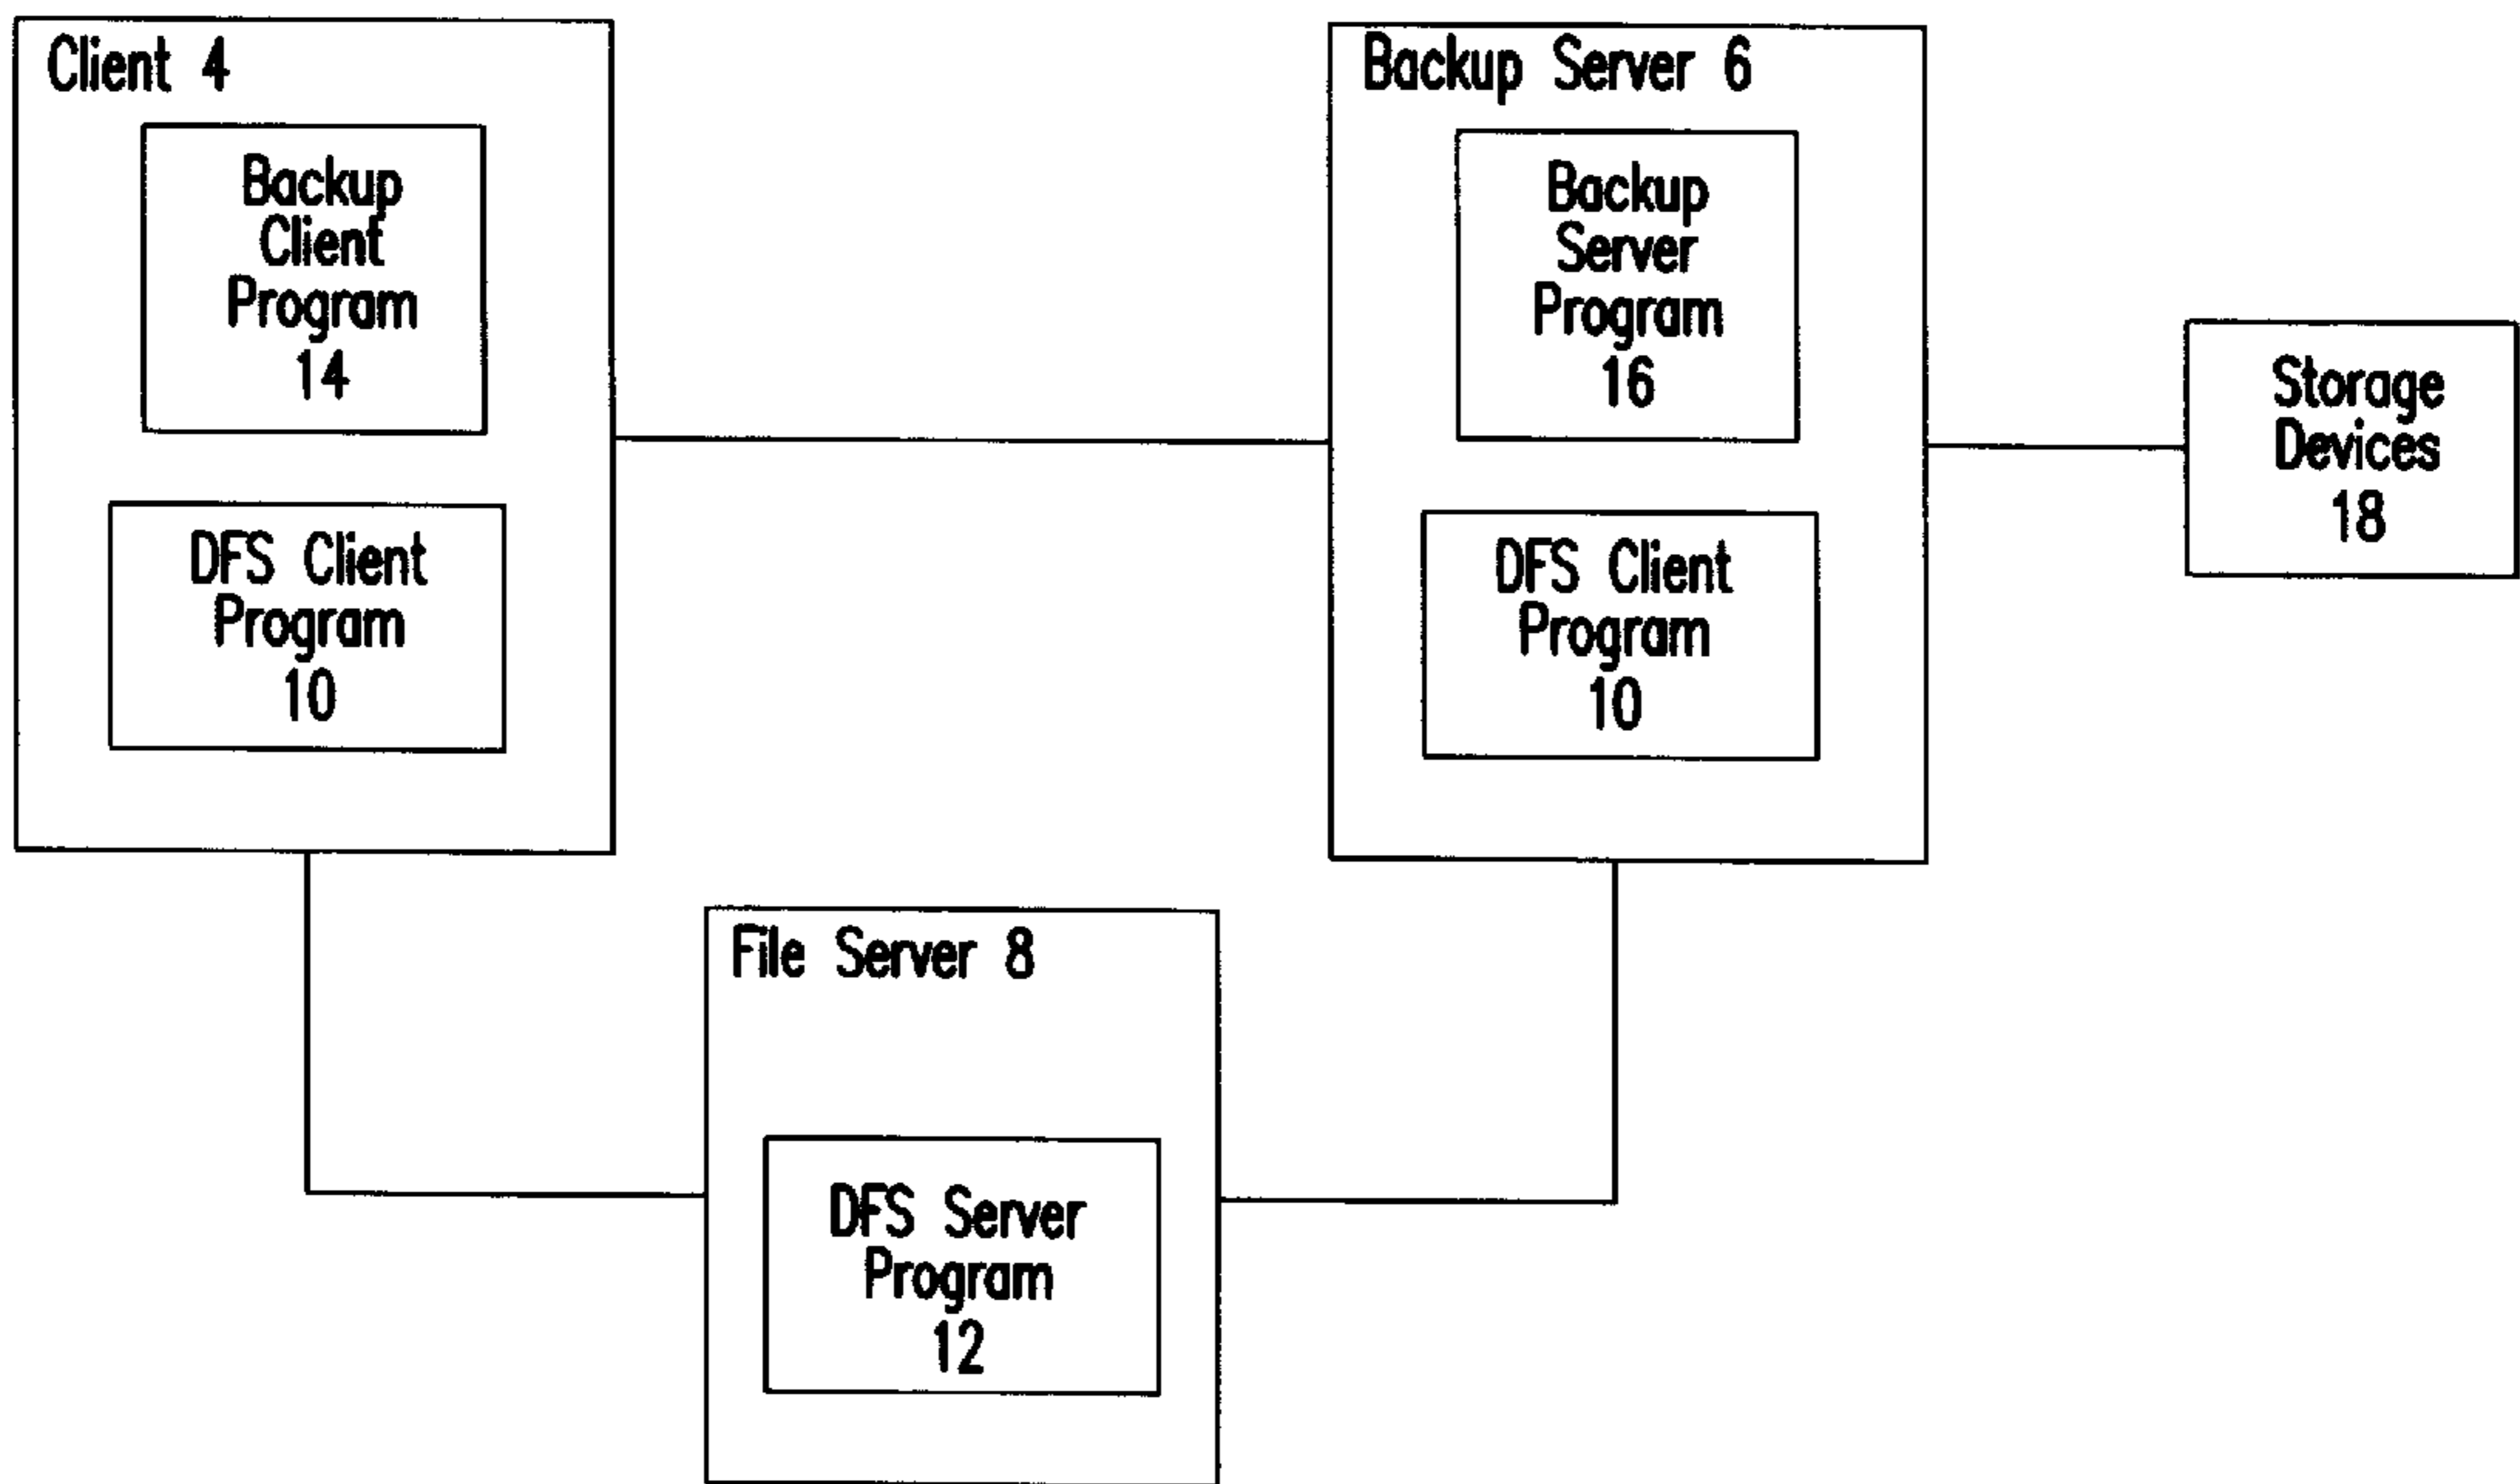 Client 4
Backup
Client
Program
14
DFS Client
Program
10
Backup Server 6
Backup
Server
Program
16
DFS Client
Program
10
Storage
Devices
18
File Server 8
DFS Server
Program
12